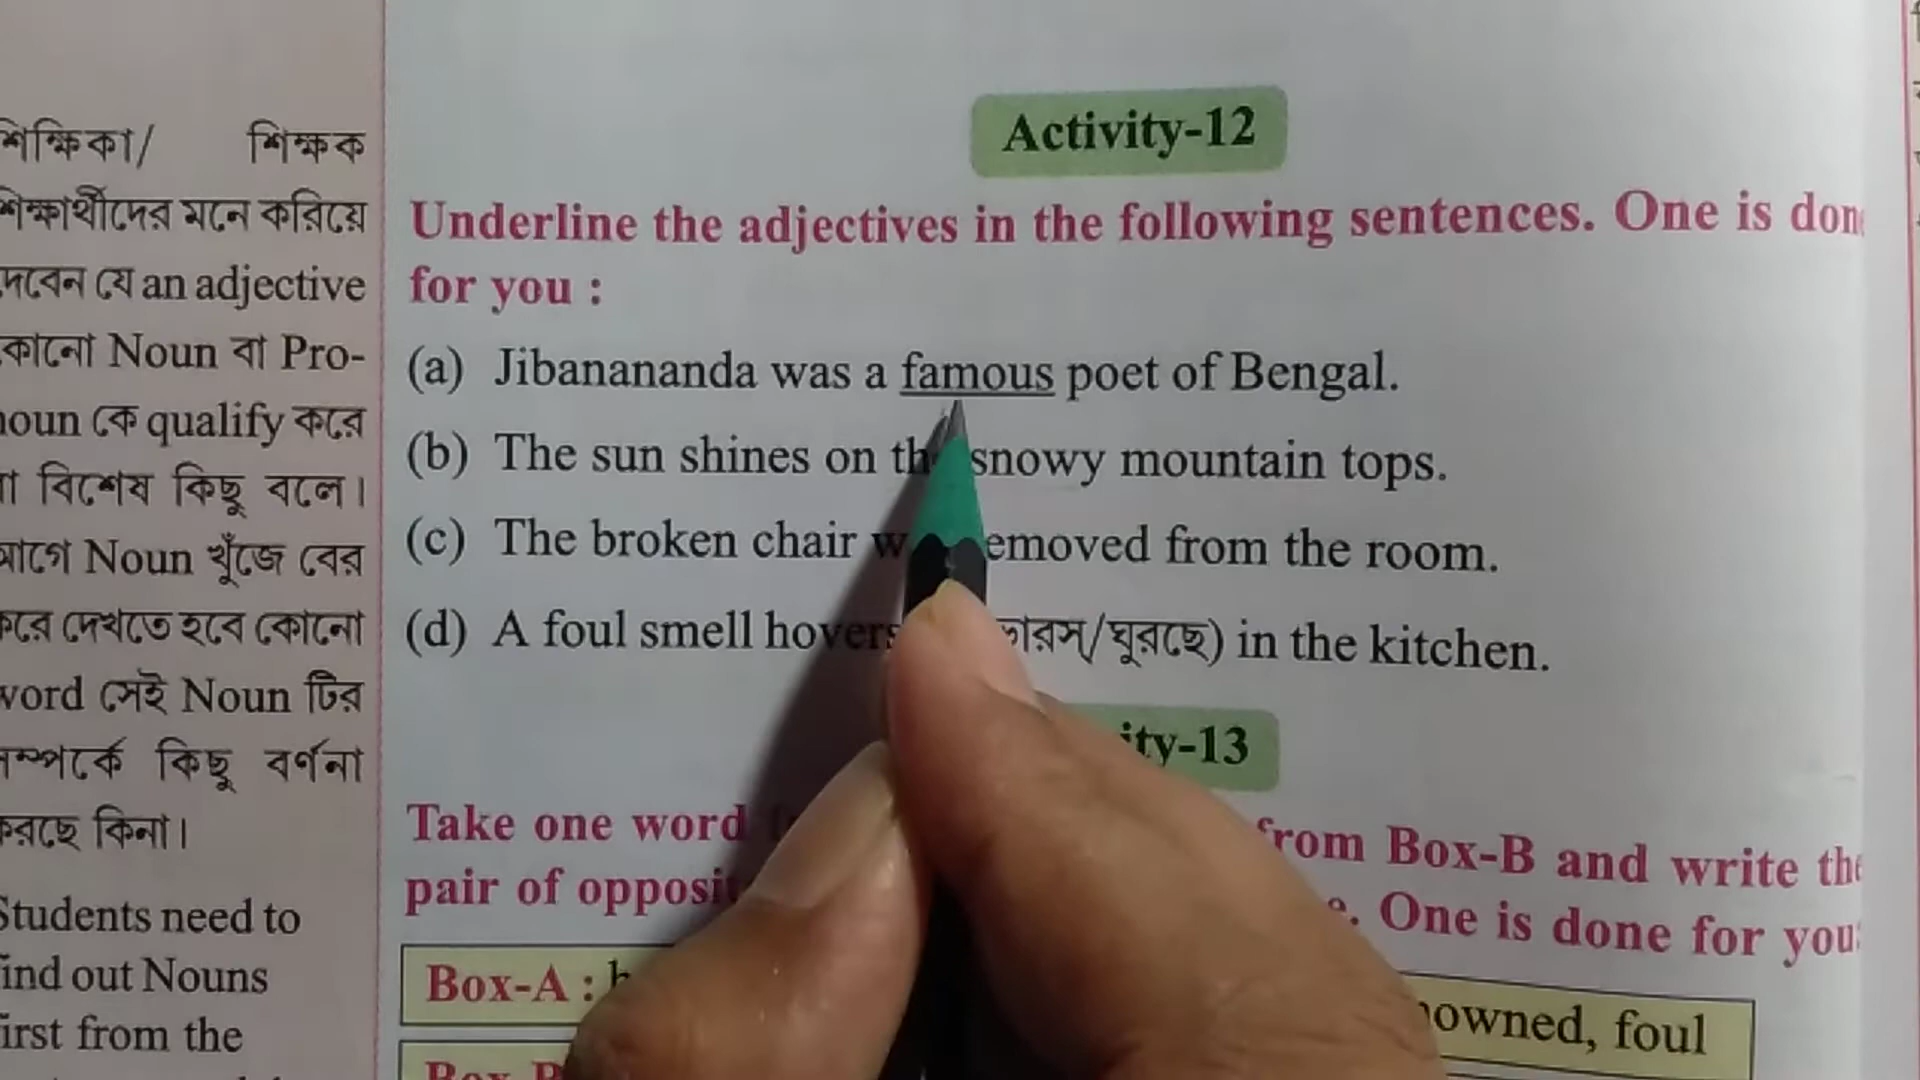 শিক্ষিকা/ শিক্ষক
শিক্ষার্থীদের মনে করিয়ে
দেবেন যে an adjective
কোনো Noun বা Pro-
noun কে qualify করে
বা বিশেষ কিছু বলে।
আগে Noun খুঁজে বের
করে দেখতে হবে কোনো
word সেই Noun টির
সম্পর্কে কিছু বর্ণনা
করছে কিনা।
Students need to
find out Nouns
first from the
Activity-12
Underline the adjectives in the following sentences. One is done
for you :
(a) Jibanananda was a famous poet of Bengal.
(b) The sun shines on the snowy mountain tops.
(c) The broken chair removed from the room.
(d) A foul smell hovers /ঘুরছে) in the kitchen.
ity-13
Take one word from Box-B and write the
pair of One is done for you:
Box-A :
foul